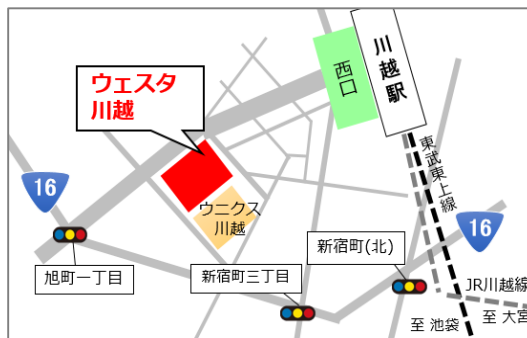 川越駅
西口
ウェスタ
川越
東武東上線
16
16
ウニクス
川越
新宿町(北)
旭町一丁目
新宿町三丁目
JR川越線
至 池袋
至 大宮